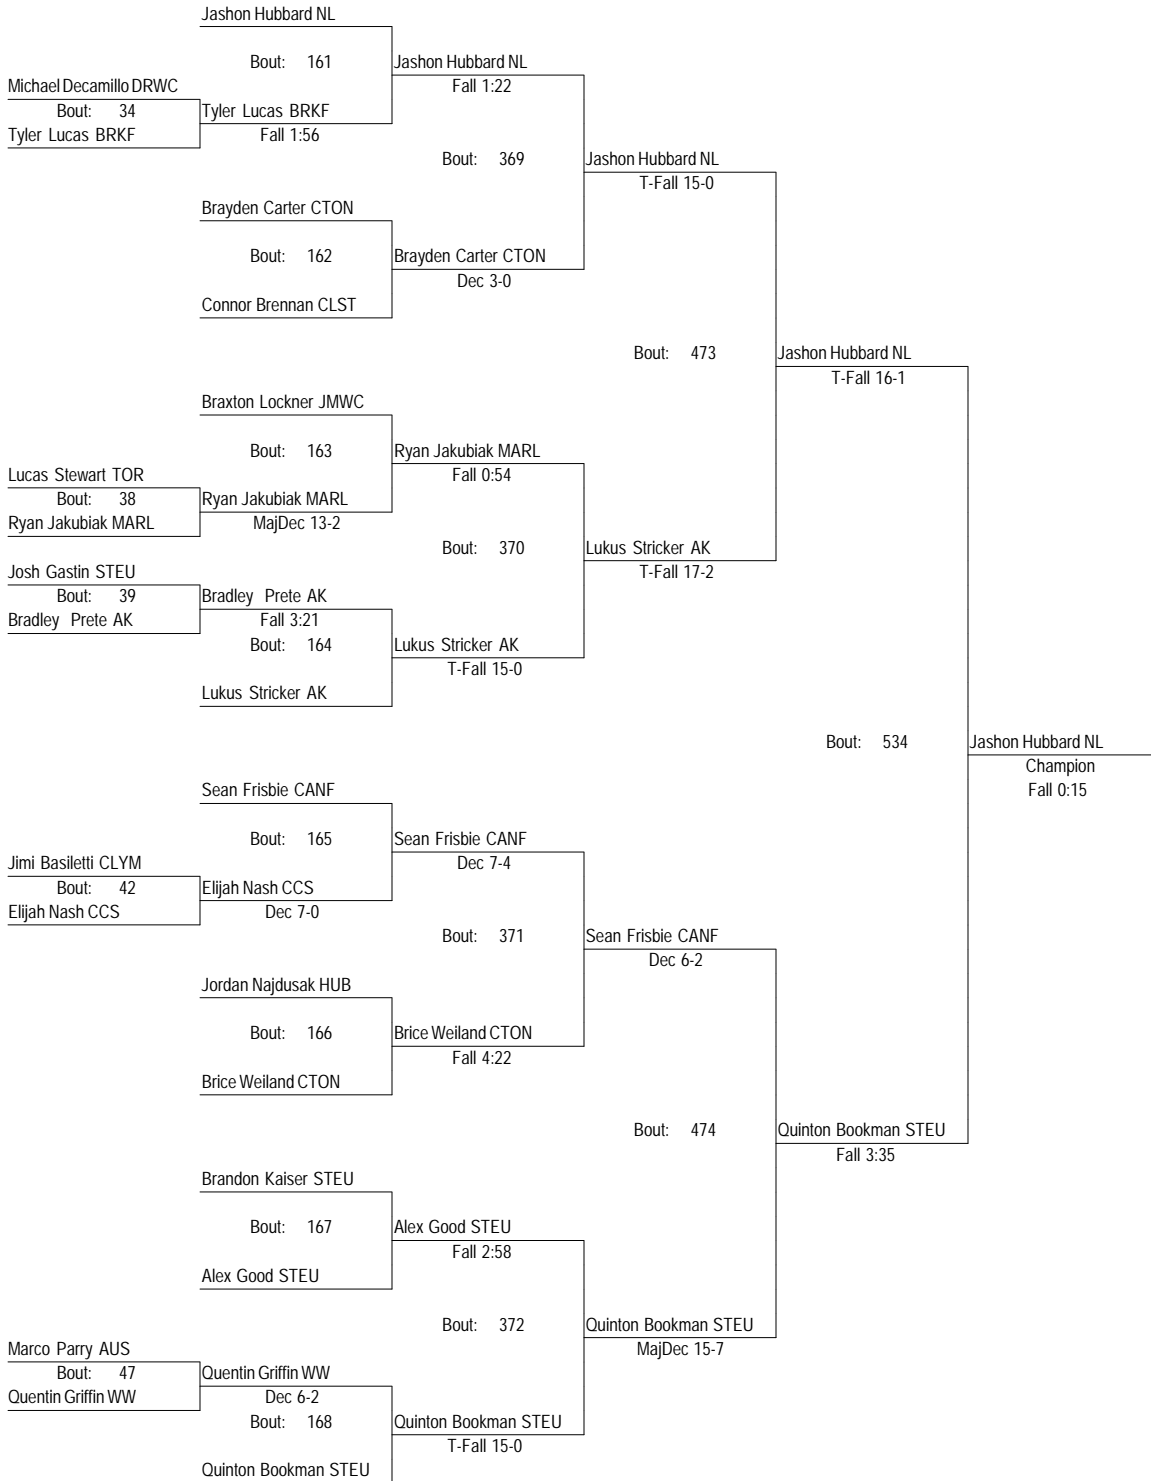 Jashon Hubbard NL
Bout: 161
Jashon Hubbard NL
Fall 1:22
Michael Decamillo DRWC
Bout: 34
Tyler Lucas BRKF
Tyler Lucas BRKF
Fall 1:56
Bout: 369
Jashon Hubbard NL
T-Fall 15-0
Brayden Carter CTON
Bout: 162
Brayden Carter CTON
Dec 3-0
Connor Brennan CLST
Bout: 473
Jashon Hubbard NL
T-Fall 16-1
Braxton Lockner JMWC
Bout: 163
Ryan Jakubiak MARL
Fall 0:54
Lucas Stewart TOR
Bout: 38
Ryan Jakubiak MARL
Ryan Jakubiak MARL
MajDec 13-2
Bout: 370
Lukus Stricker AK
T-Fall 17-2
Josh Gastin STEU
Bout: 39
Bradley Prete AK
Bradley Prete AK
Fall 3:21
Bout: 164
Lukus Stricker AK
T-Fall 15-0
Lukus Stricker AK
Bout: 534
Jashon Hubbard NL
Champion
Fall 0:15
Sean Frisbie CANF
Bout: 165
Sean Frisbie CANF
Dec 7-4
Jimi Basiletti CLYM
Bout: 42
Elijah Nash CCS
Elijah Nash CCS
Dec 7-0
Bout: 371
Sean Frisbie CANF
Dec 6-2
Jordan Najdusak HUB
Bout: 166
Brice Weiland CTON
Fall 4:22
Brice Weiland CTON
Bout: 474
Quinton Bookman STEU
Fall 3:35
Brandon Kaiser STEU
Bout: 167
Alex Good STEU
Fall 2:58
Alex Good STEU
Bout: 372
Quinton Bookman STEU
MajDec 15-7
Marco Parry AUS
Bout: 47
Quentin Griffin WW
Quentin Griffin WW
Dec 6-2
Bout: 168
Quinton Bookman STEU
T-Fall 15-0
Quinton Bookman STEU